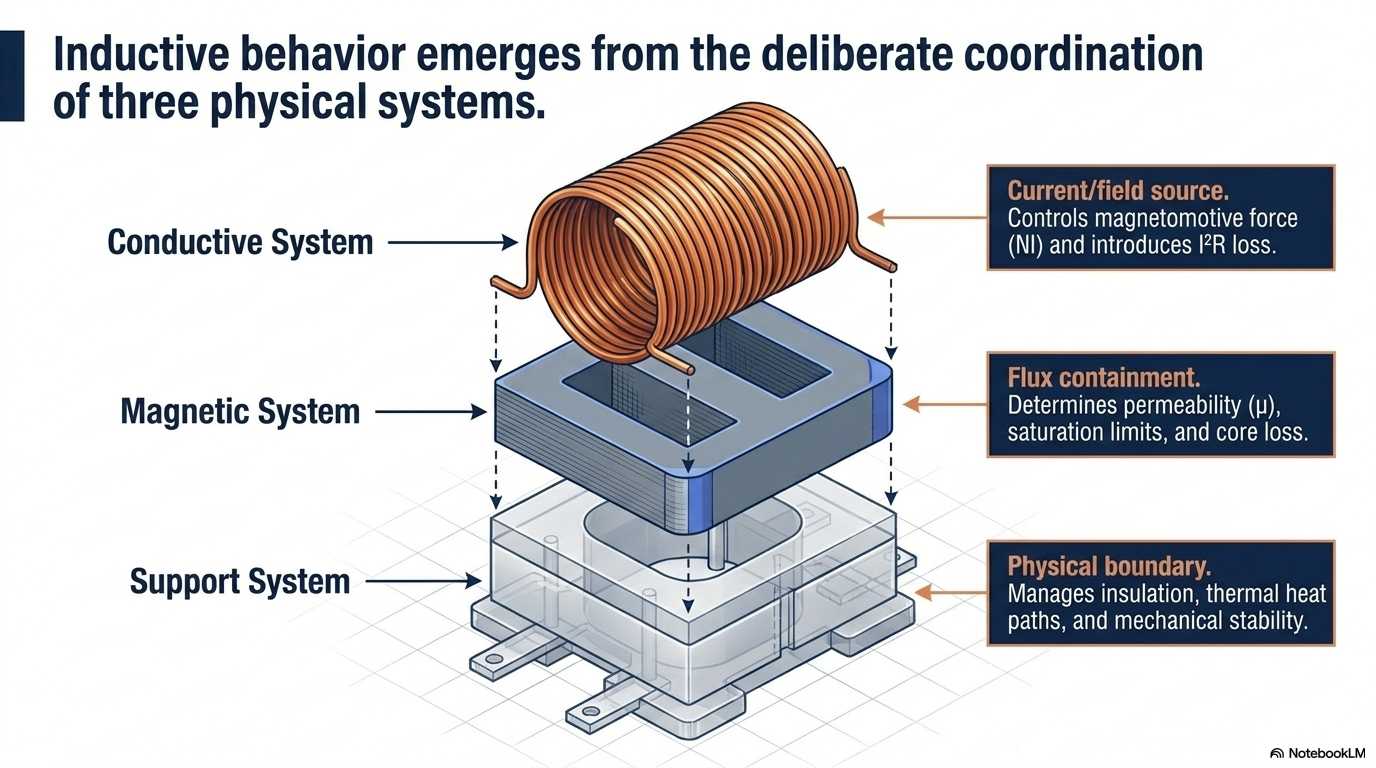 Inductive behavior emerges from the deliberate coordination
of three physical systems.
Conductive System
Current/field source.
Controls magnetomotive force
(NI) and introduces I²R loss.
Magnetic System
Flux containment.
Determines permeability (μ),
saturation limits, and core loss.
Support System
Physical boundary.
Manages insulation, thermal heat
paths, and mechanical stability.
NotebookLM